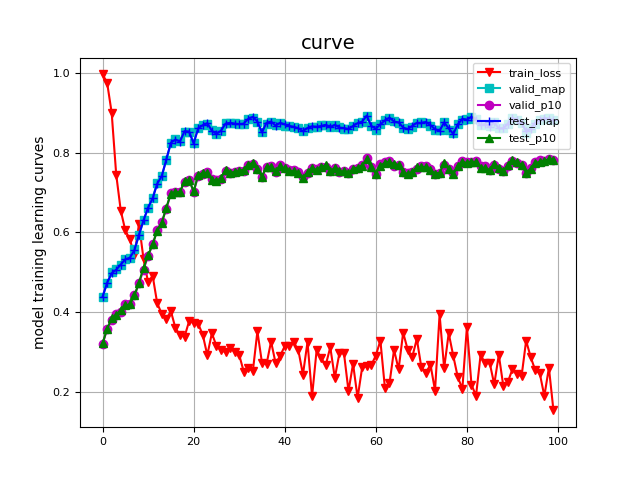 curve
model training learning curves
1.0
0.8
0.6
0.4
0.2
0
20
40
60
80
100
train_loss
valid_map
valid_p10
test_map
test_p10